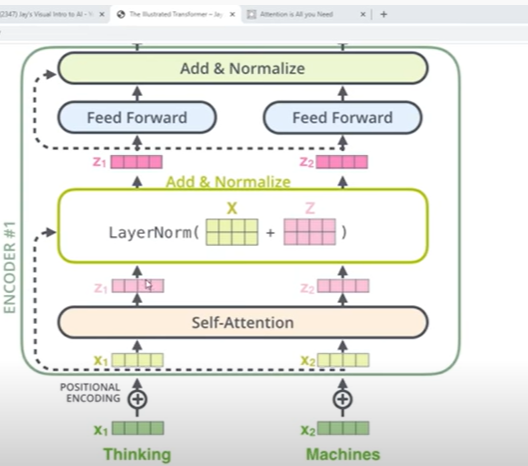 (2347) Jay's Visual Intro to AI -
The Illustrated Transformer – Jay
Attention is All you Need
Add & Normalize
Feed Forward
Feed Forward
Z1
Z2
Add & Normalize
X
Z
LayerNorm( + )
Z1
Z2
Self-Attention
X1
X2
POSITIONAL
ENCODING
X1
X2
Thinking
Machines
ENCODER #1